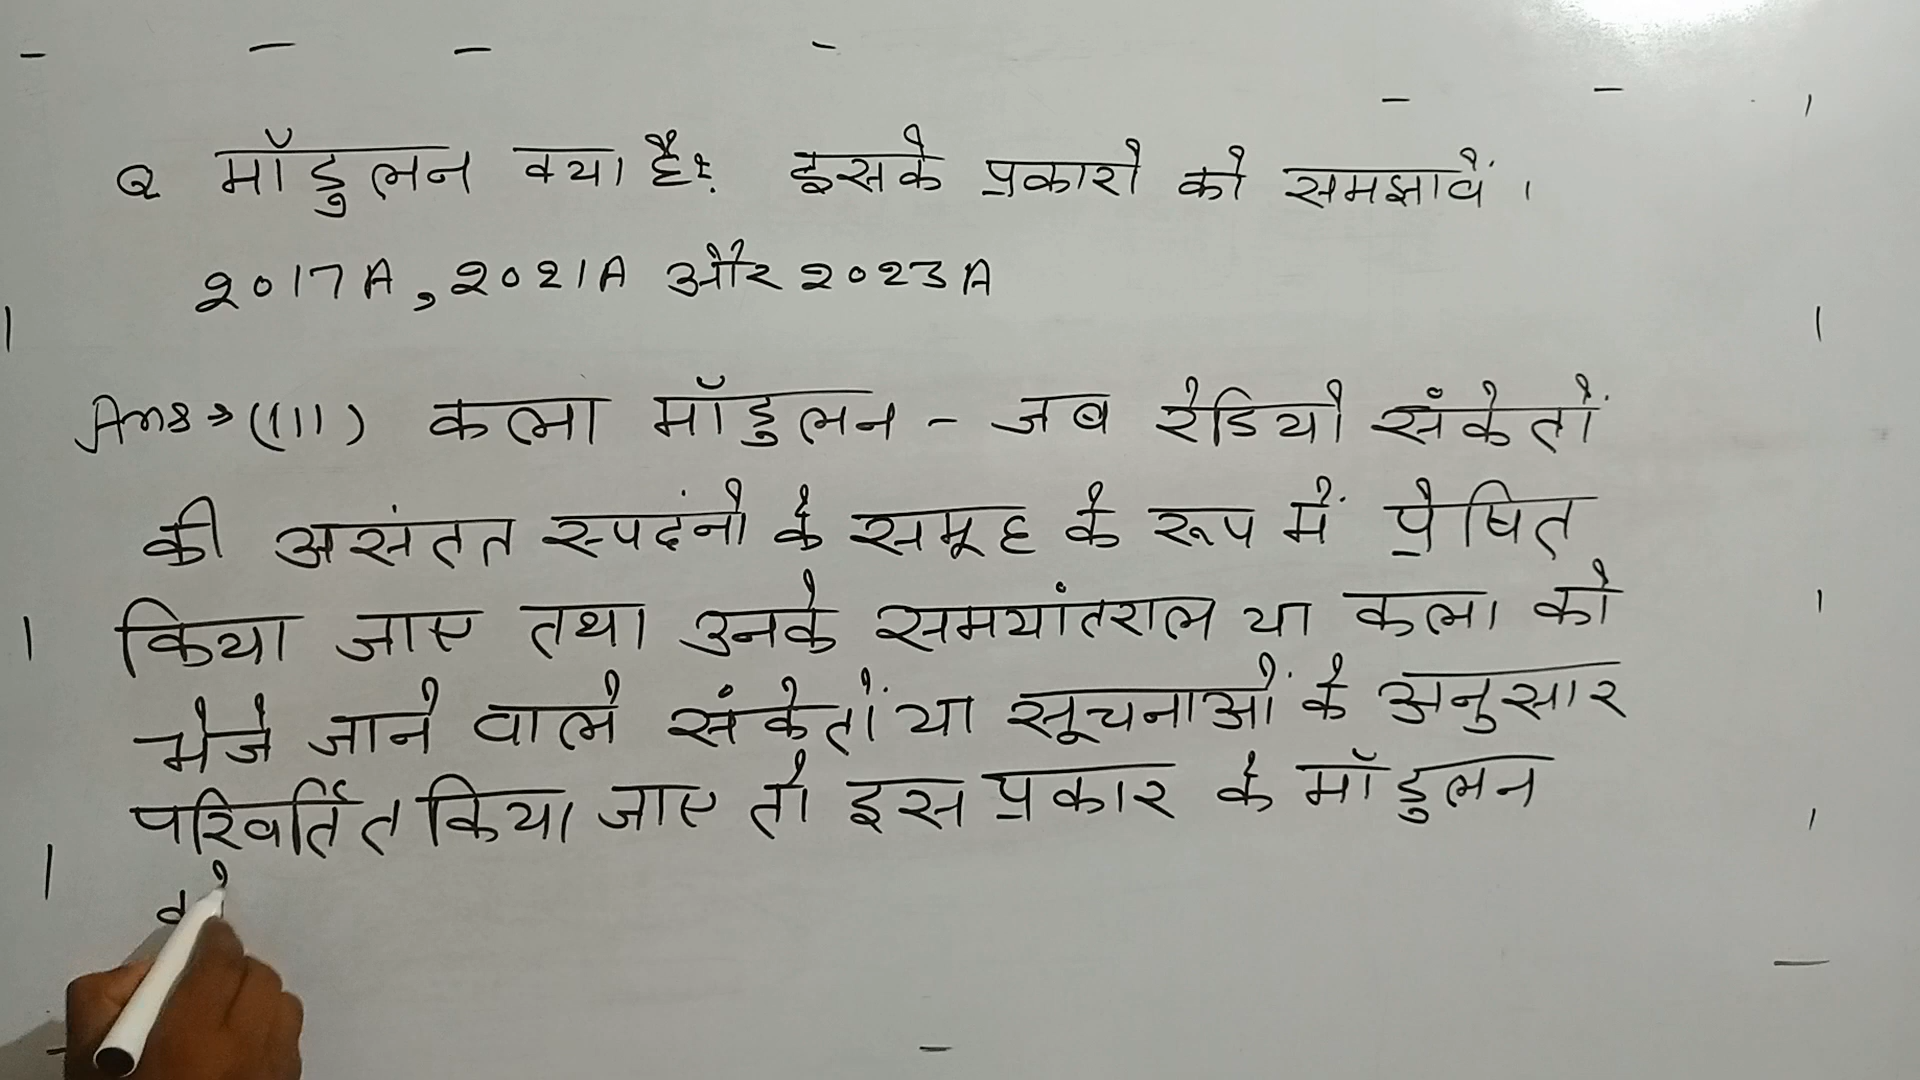 Q मॉडुलन क्या है? इसके प्रकारो को समझावें।
2017A, 2021A और 2023A
Ans→(III) कला मॉडुलन - जब रेडियो संकेतों
की असंतत स्पदंनो के समूह के रूप में प्रेषित
किया जाए तथा उनके समयांतराल या कला को
भेजे जाने वाले संकेतों या सूचनाओं के अनुसार
परिवर्तित किया जाए तो इस प्रकार के मॉडुलन